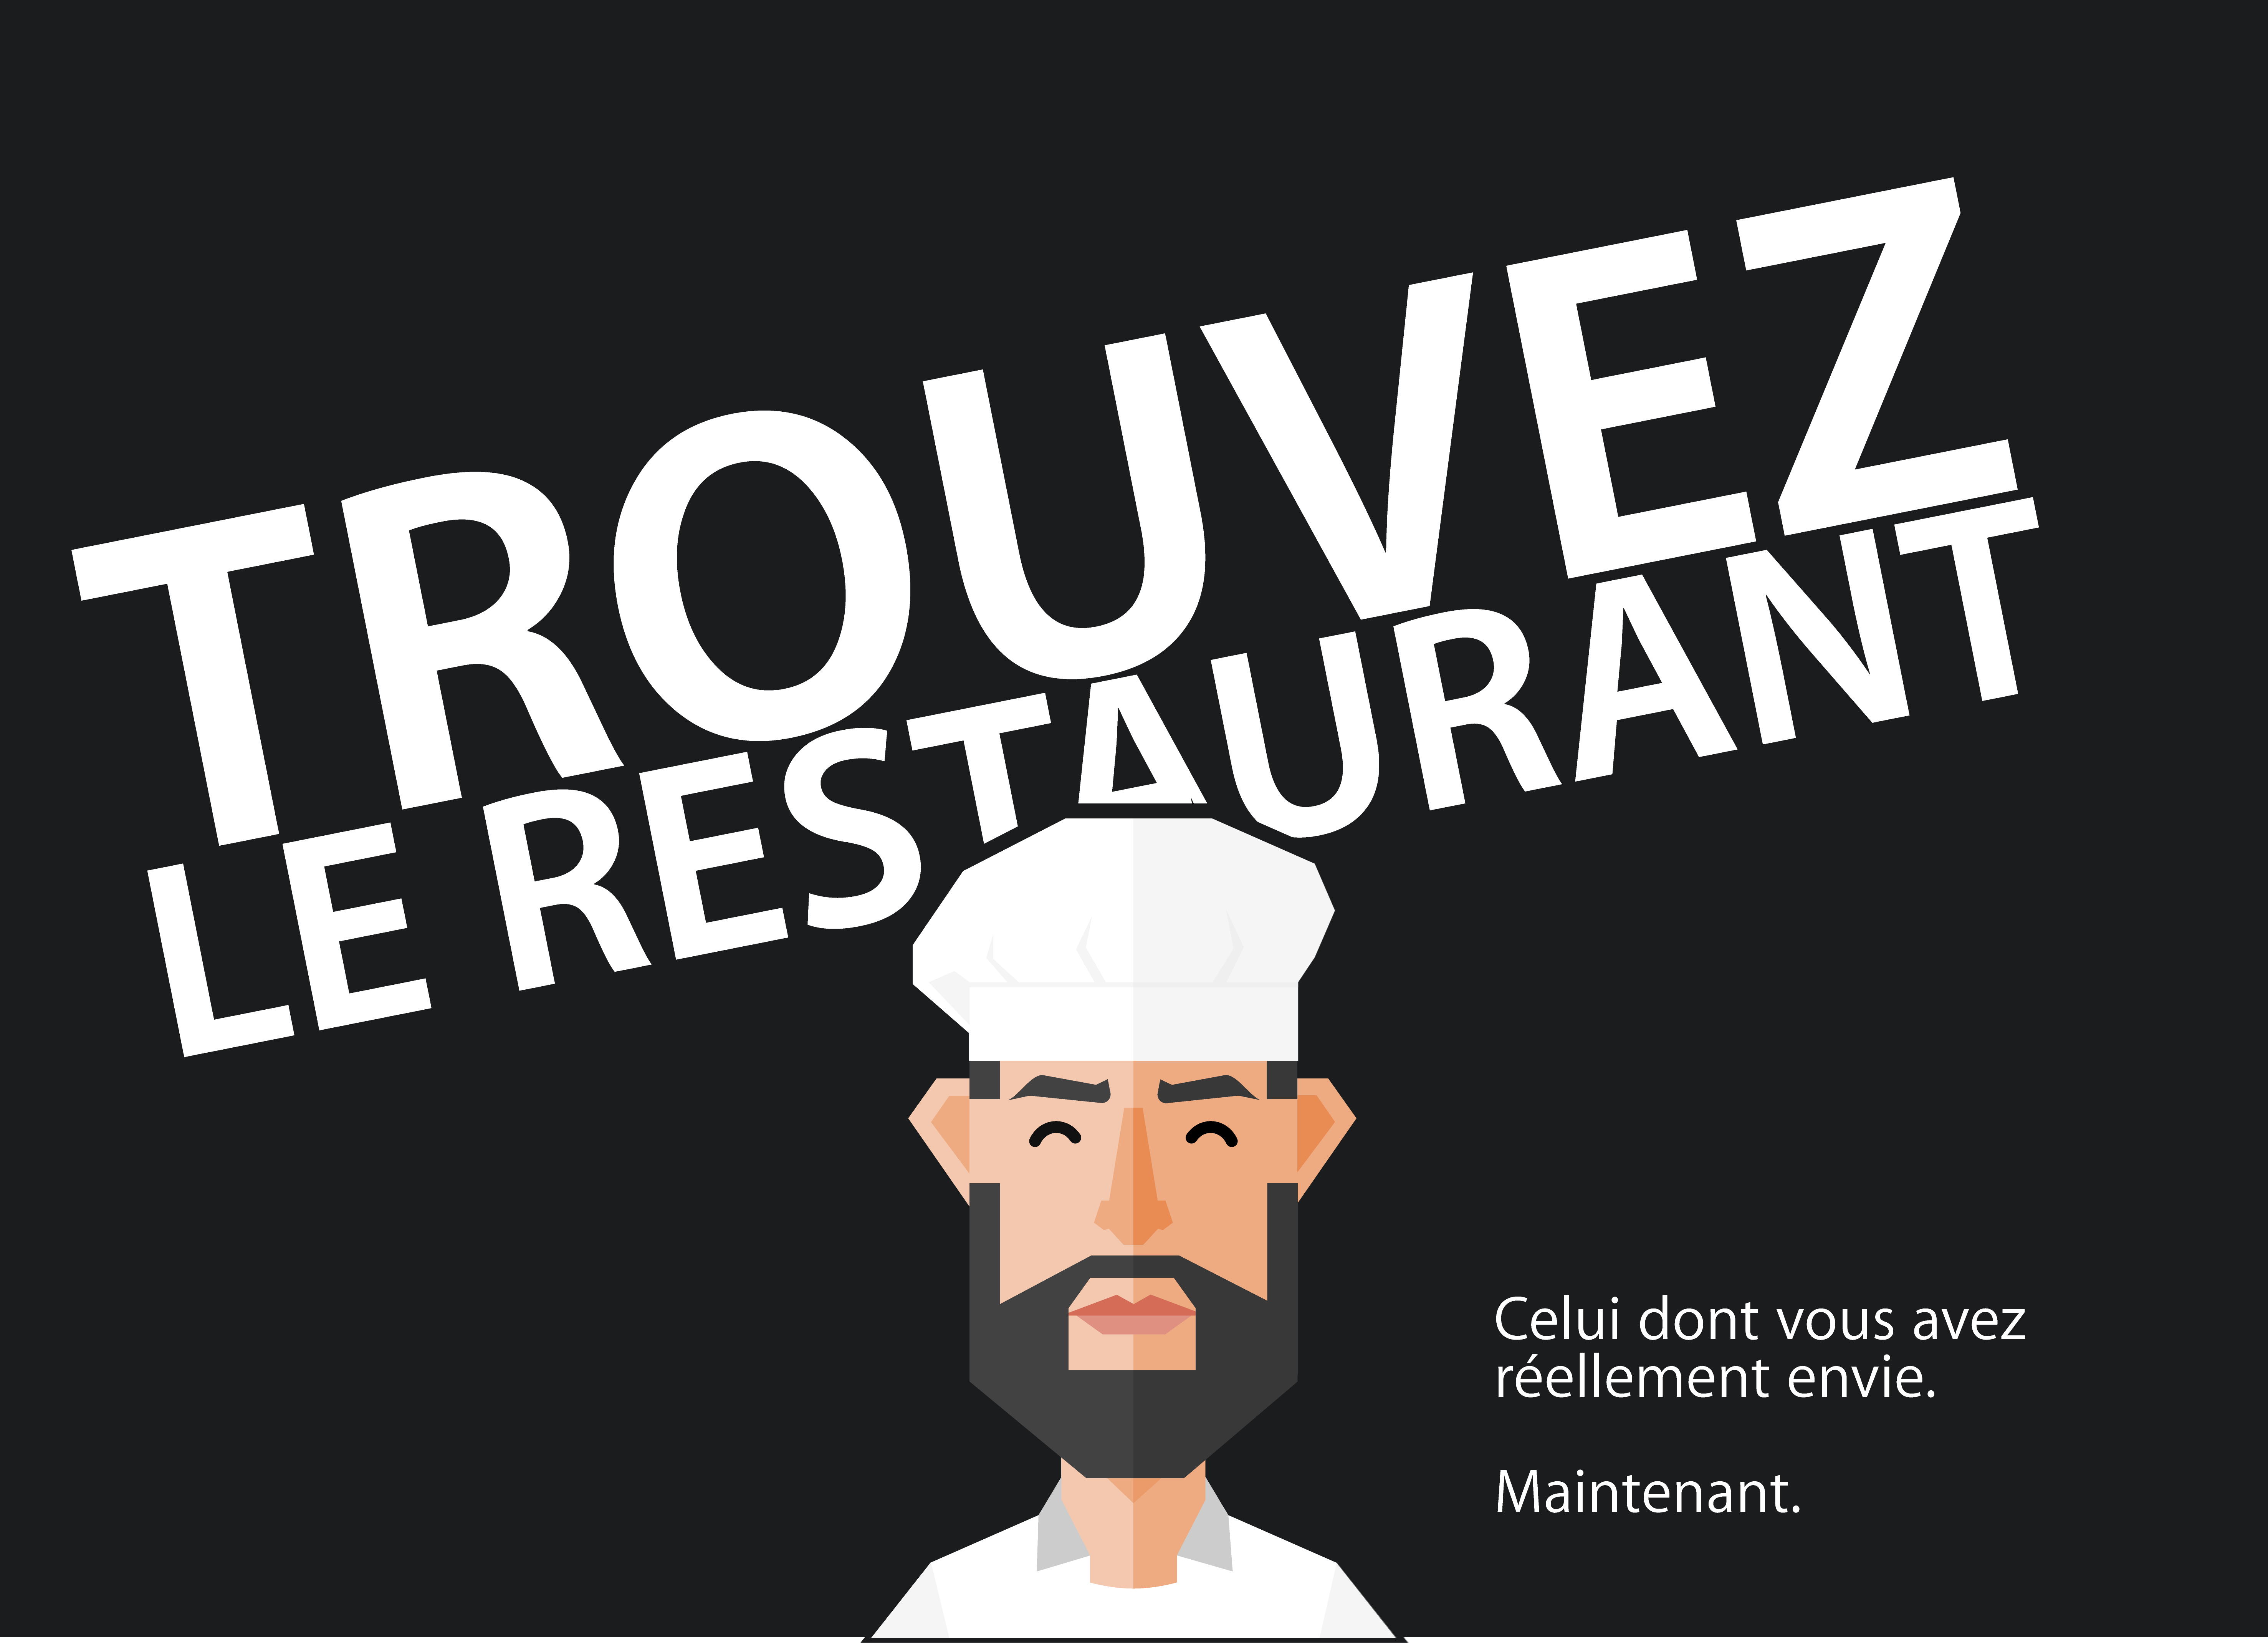 TROUVEZ
LE RESTAURANT
Celui dont vous avez
réellement envie.
Maintenant.